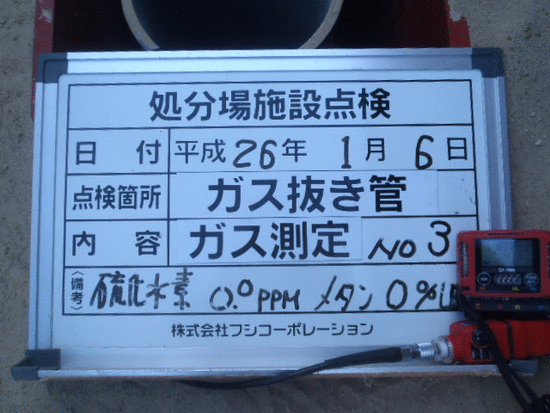 処分場施設点検
日 付 平成26年 1月 6日
点検箇所 ガス抜き管
内 容 ガス測定 NO 3
(備考) 硫化水素 0.0PPM メタン 0%
株式会社フシコーポレーション